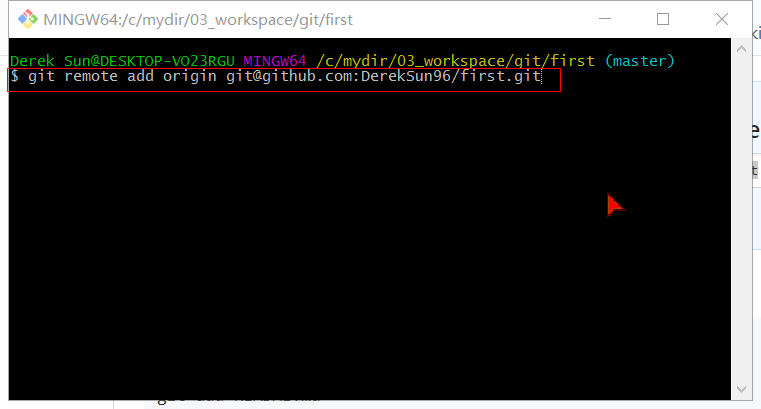 MINGW64:/c/mydir/03_workspace/git/first
Derek Sun@DESKTOP-VO23RGU MINGW64 /c/mydir/03_workspace/git/first (master)
$ git remote add origin git@github.com:DerekSun96/first.git